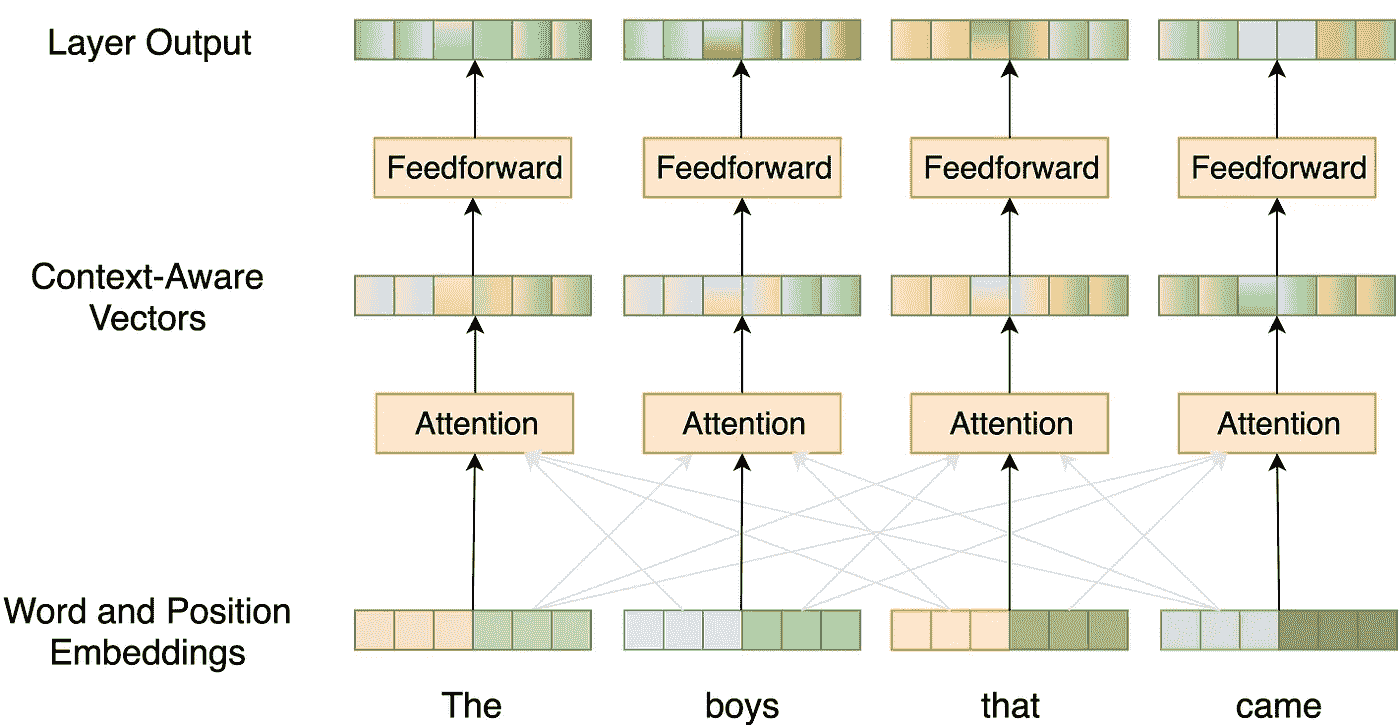 Layer Output
Feedforward Feedforward Feedforward Feedforward
Context-Aware
Vectors
Attention Attention Attention Attention
Word and Position
Embeddings
The boys that came